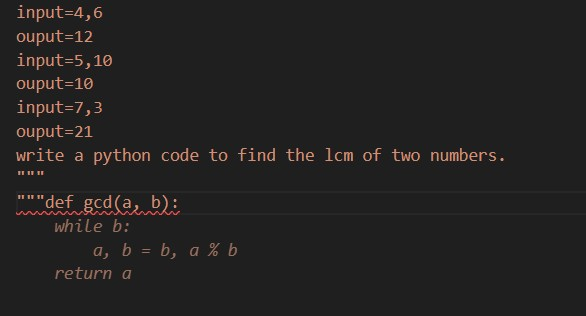 input=4,6
ouput=12
input=5,10
ouput=10
input=7,3
ouput=21
write a python code to find the lcm of two numbers.
"""
"""def gcd(a, b):
    while b:
        a, b = b, a % b
    return a